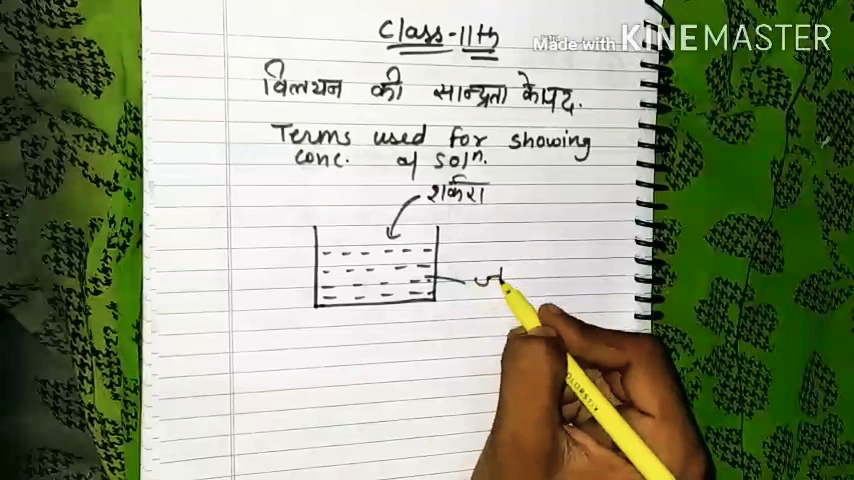 Class-11th
Made with KINEMASTER
विलयन की सान्द्रता के पद.
Terms used for showing
conc. of soln.
शर्करा